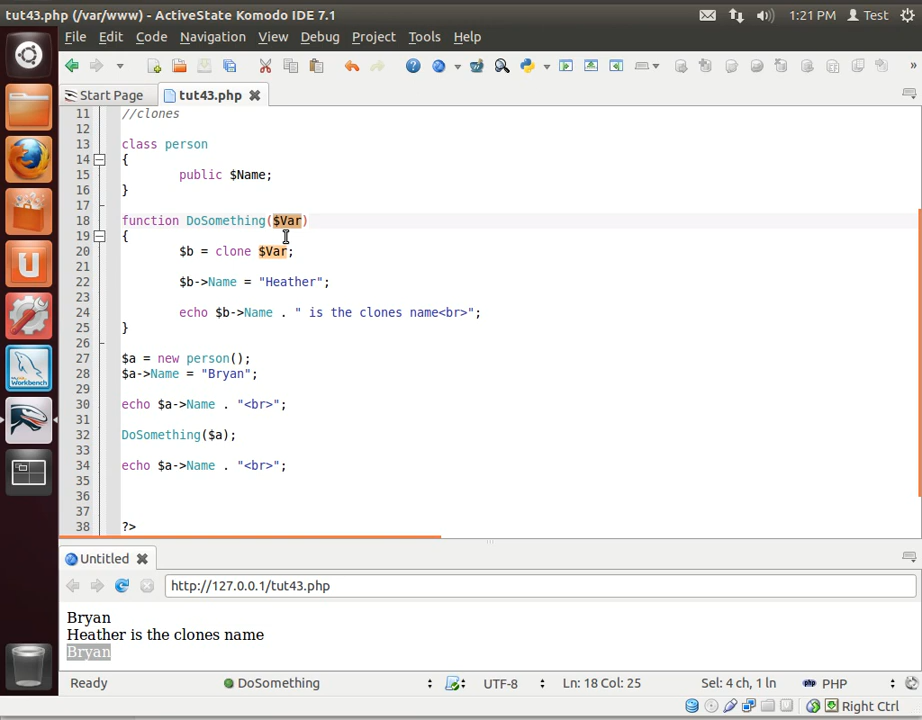 tut43.php (/var/www) - ActiveState Komodo IDE 7.1
1:21 PM Test
File Edit Code Navigation View Debug Project Tools Help
Start Page tut43.php
11 //clones
12
13 class person
14 {
15 public $Name;
16 }
17
18 function DoSomething($Var)
19 {
20 $b = clone $Var;
21
22 $b->Name = "Heather";
23
24 echo $b->Name . " is the clones name<br>";
25 }
26
27 $a = new person();
28 $a->Name = "Bryan";
29
30 echo $a->Name . "<br>";
31
32 DoSomething($a);
33
34 echo $a->Name . "<br>";
35
36
37
38 ?>
Untitled
http://127.0.0.1/tut43.php
Bryan
Heather is the clones name
Bryan
Ready DoSomething UTF-8 Ln: 18 Col: 25 Sel: 4 ch, 1 ln php PHP
Right Ctrl
MySQL
Workbench